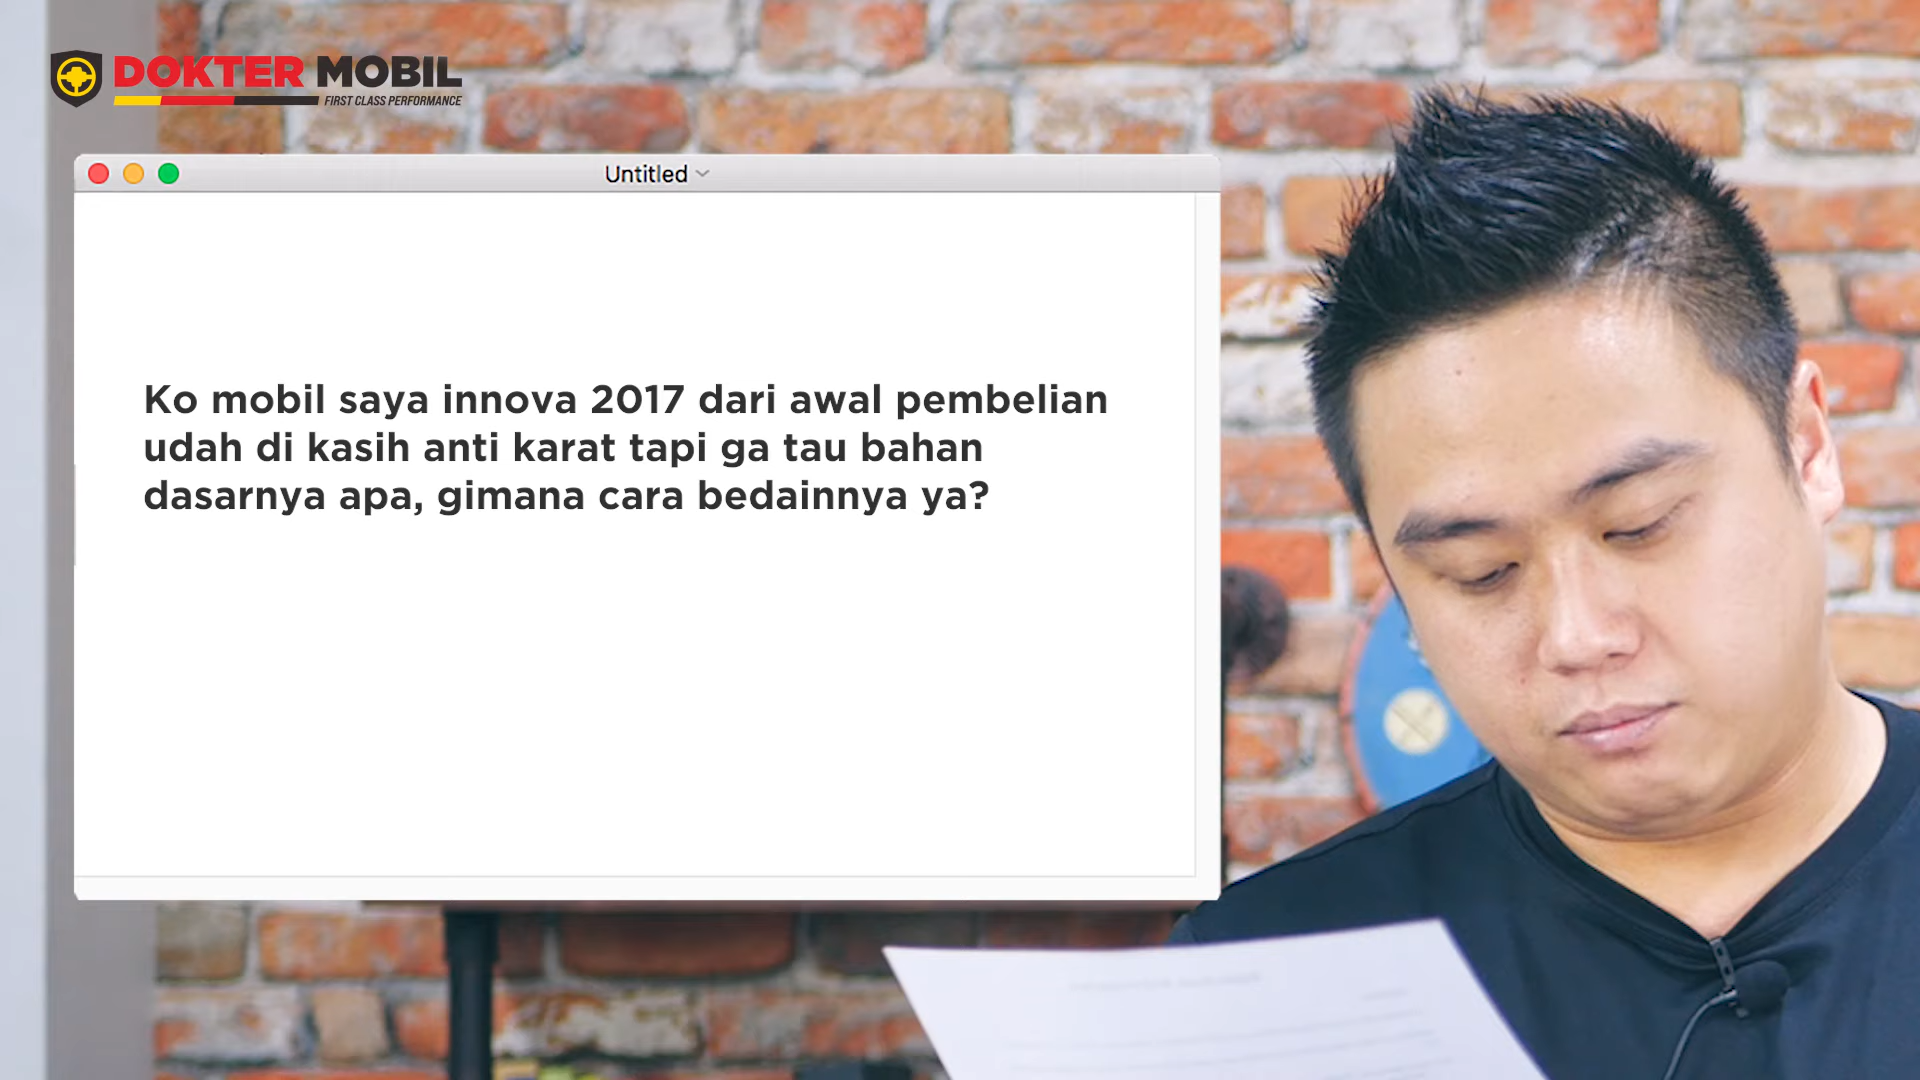 DOKTER MOBIL
FIRST CLASS PERFORMANCE
Untitled
Ko mobil saya innova 2017 dari awal pembelian
udah di kasih anti karat tapi ga tau bahan
dasarnya apa, gimana cara bedainnya ya?